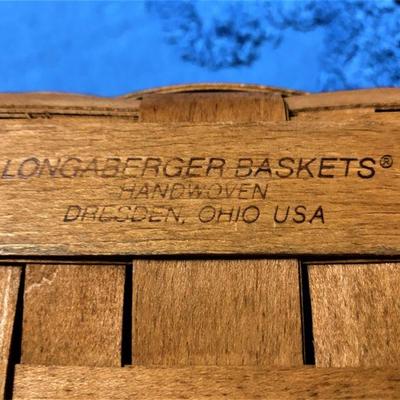 LONGABERGER BASKETS®
HANDWOVEN
DRESDEN, OHIO USA